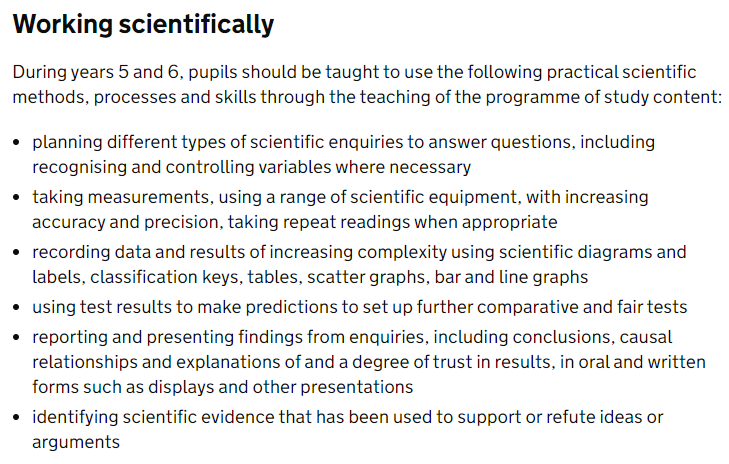 Working scientifically
During years 5 and 6, pupils should be taught to use the following practical scientific
methods, processes and skills through the teaching of the programme of study content:
• planning different types of scientific enquiries to answer questions, including
recognising and controlling variables where necessary
• taking measurements, using a range of scientific equipment, with increasing
accuracy and precision, taking repeat readings when appropriate
• recording data and results of increasing complexity using scientific diagrams and
labels, classification keys, tables, scatter graphs, bar and line graphs
• using test results to make predictions to set up further comparative and fair tests
• reporting and presenting findings from enquiries, including conclusions, causal
relationships and explanations of and a degree of trust in results, in oral and written
forms such as displays and other presentations
• identifying scientific evidence that has been used to support or refute ideas or
arguments